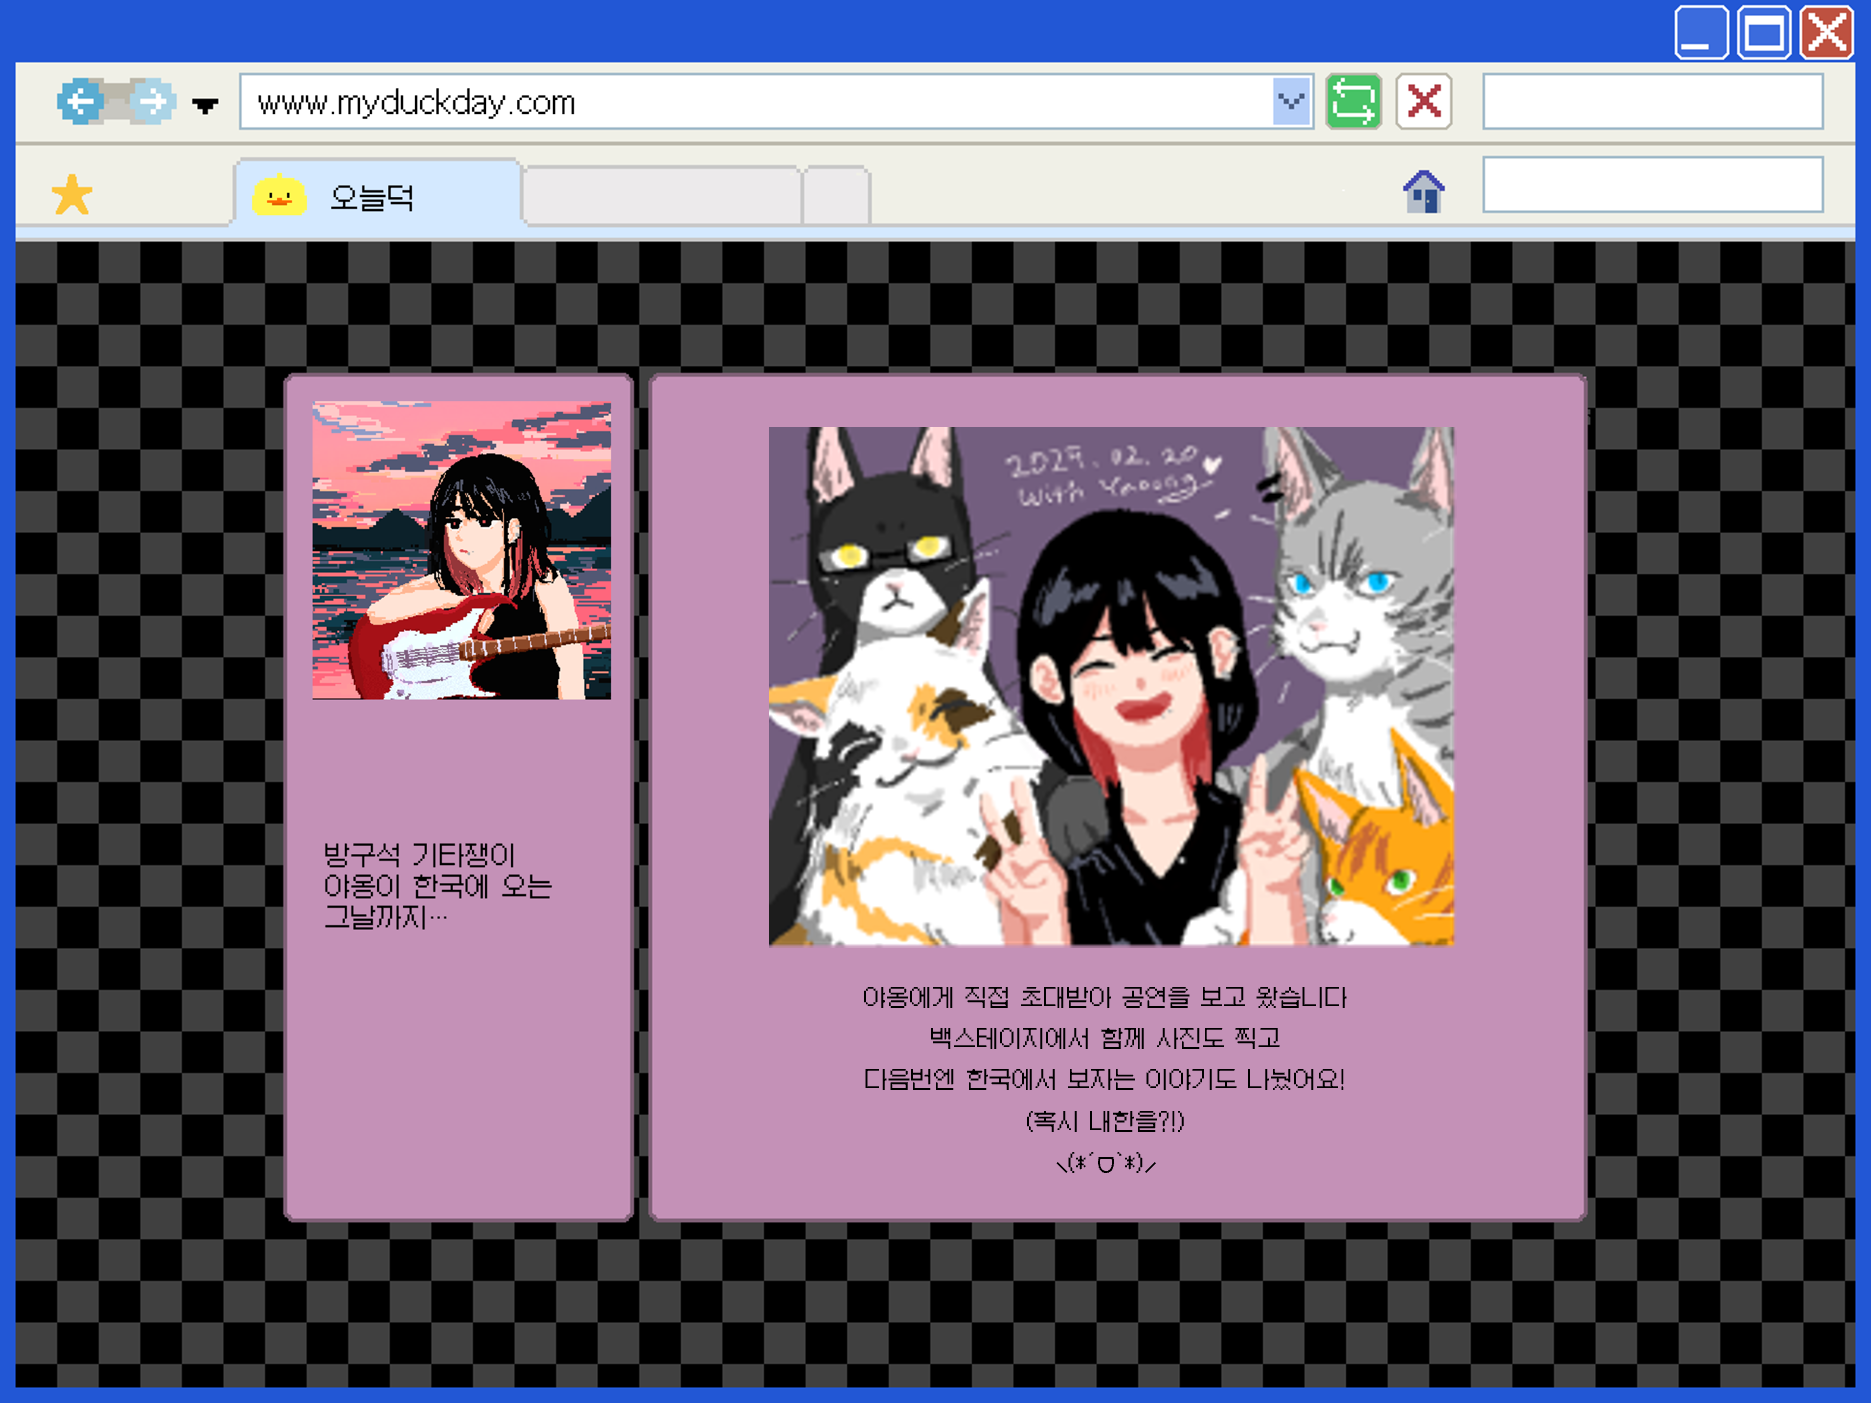 www.myduckday.com
오늘덕
2027.02.20
with Yaoong
방구석 기타쟁이
야옹이 한국에 오는
그날까지…
야옹에게 직접 초대받아 공연을 보고 왔습니다
백스테이지에서 함께 사진도 찍고
다음번엔 한국에서 보자는 이야기도 나눴어요!
(혹시 내한을?!)
⸌(*´▽`*)⸍